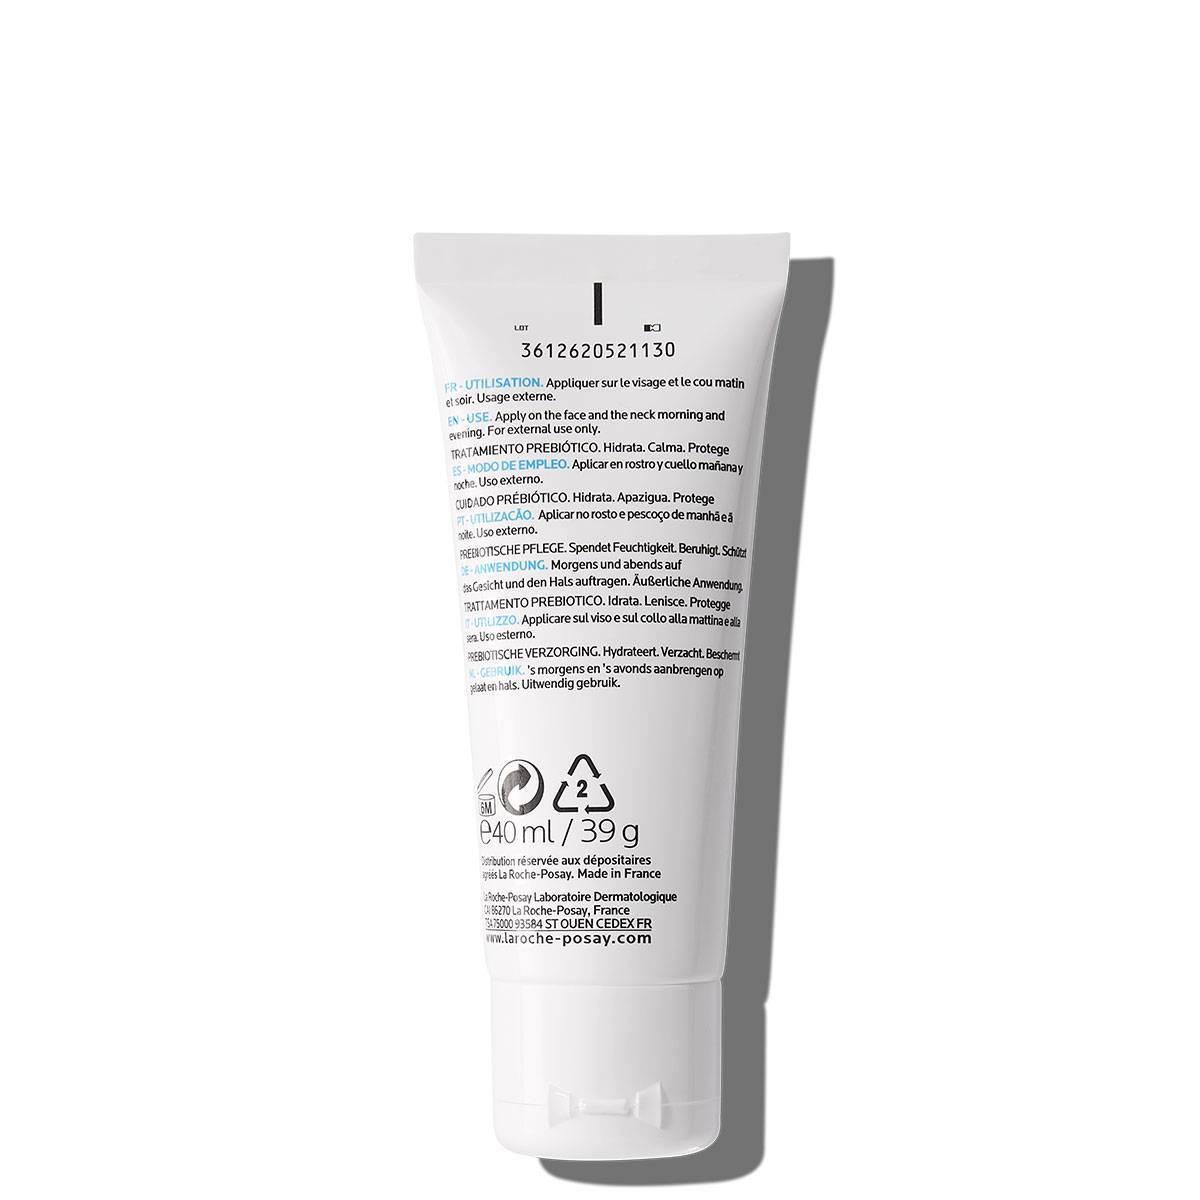 LOT
3612620521130
FR - UTILISATION. Appliquer sur le visage et le cou matin
et soir. Usage externe.
EN - USE. Apply on the face and the neck morning and
evening. For external use only.
TRATAMIENTO PREBIÓTICO. Hidrata. Calma. Protege
ES - MODO DE EMPLEO. Aplicar en rostro y cuello mañana y
noche. Uso externo.
CUIDADO PRÉBIÓTICO. Hidrata. Apazigua. Protege
PT - UTILIZACÃO. Aplicar no rosto e pescoço de manhã e à
noite. Uso externo.
PREBIOTISCHE PFLEGE. Spendet Feuchtigkeit. Beruhigt. Schützt
DE - ANWENDUNG. Morgens und abends auf
das Gesicht und den Hals auftragen. Äußerliche Anwendung.
TRATTAMENTO PREBIOTICO. Idrata. Lenisce. Protegge
IT - UTILIZZO. Applicare sul viso e sul collo alla mattina e alla
sera. Uso esterno.
PREBIOTISCHE VERZORGING. Hydrateert. Verzacht. Beschermt
NL - GEBRUIK. 's morgens en 's avonds aanbrengen op
gelaat en hals. Uitwendig gebruik.
6M
2
e40 ml / 39 g
Distribution réservée aux dépositaires
agréés La Roche-Posay. Made in France
La Roche-Posay Laboratoire Dermatologique
CAI 86270 La Roche-Posay, France
TSA 75000 93584 ST OUEN CEDEX FR
www.laroche-posay.com